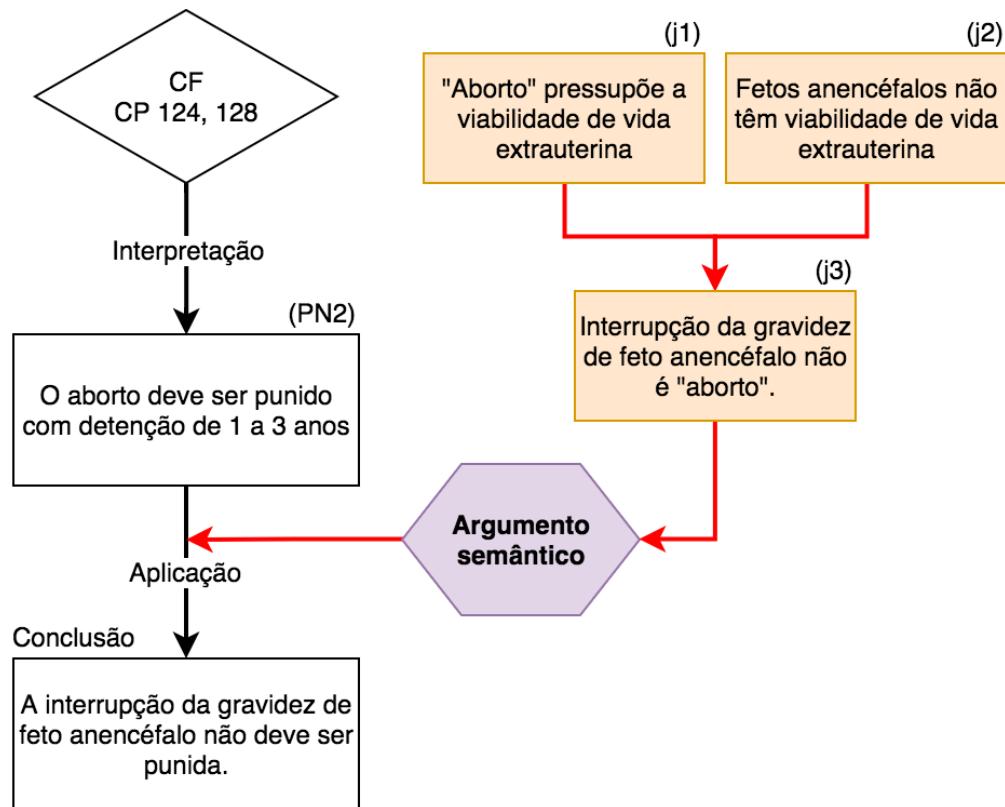 CF
CP 124, 128
Interpretação
(PN2)
O aborto deve ser punido
com detenção de 1 a 3 anos
Aplicação
Conclusão
A interrupção da gravidez de
feto anencéfalo não deve ser
punida.
(j1)
"Aborto" pressupõe a
viabilidade de vida
extrauterina
(j2)
Fetos anencéfalos não
têm viabilidade de vida
extrauterina
(j3)
Interrupção da gravidez
de feto anencéfalo não
é "aborto".
Argumento
semântico